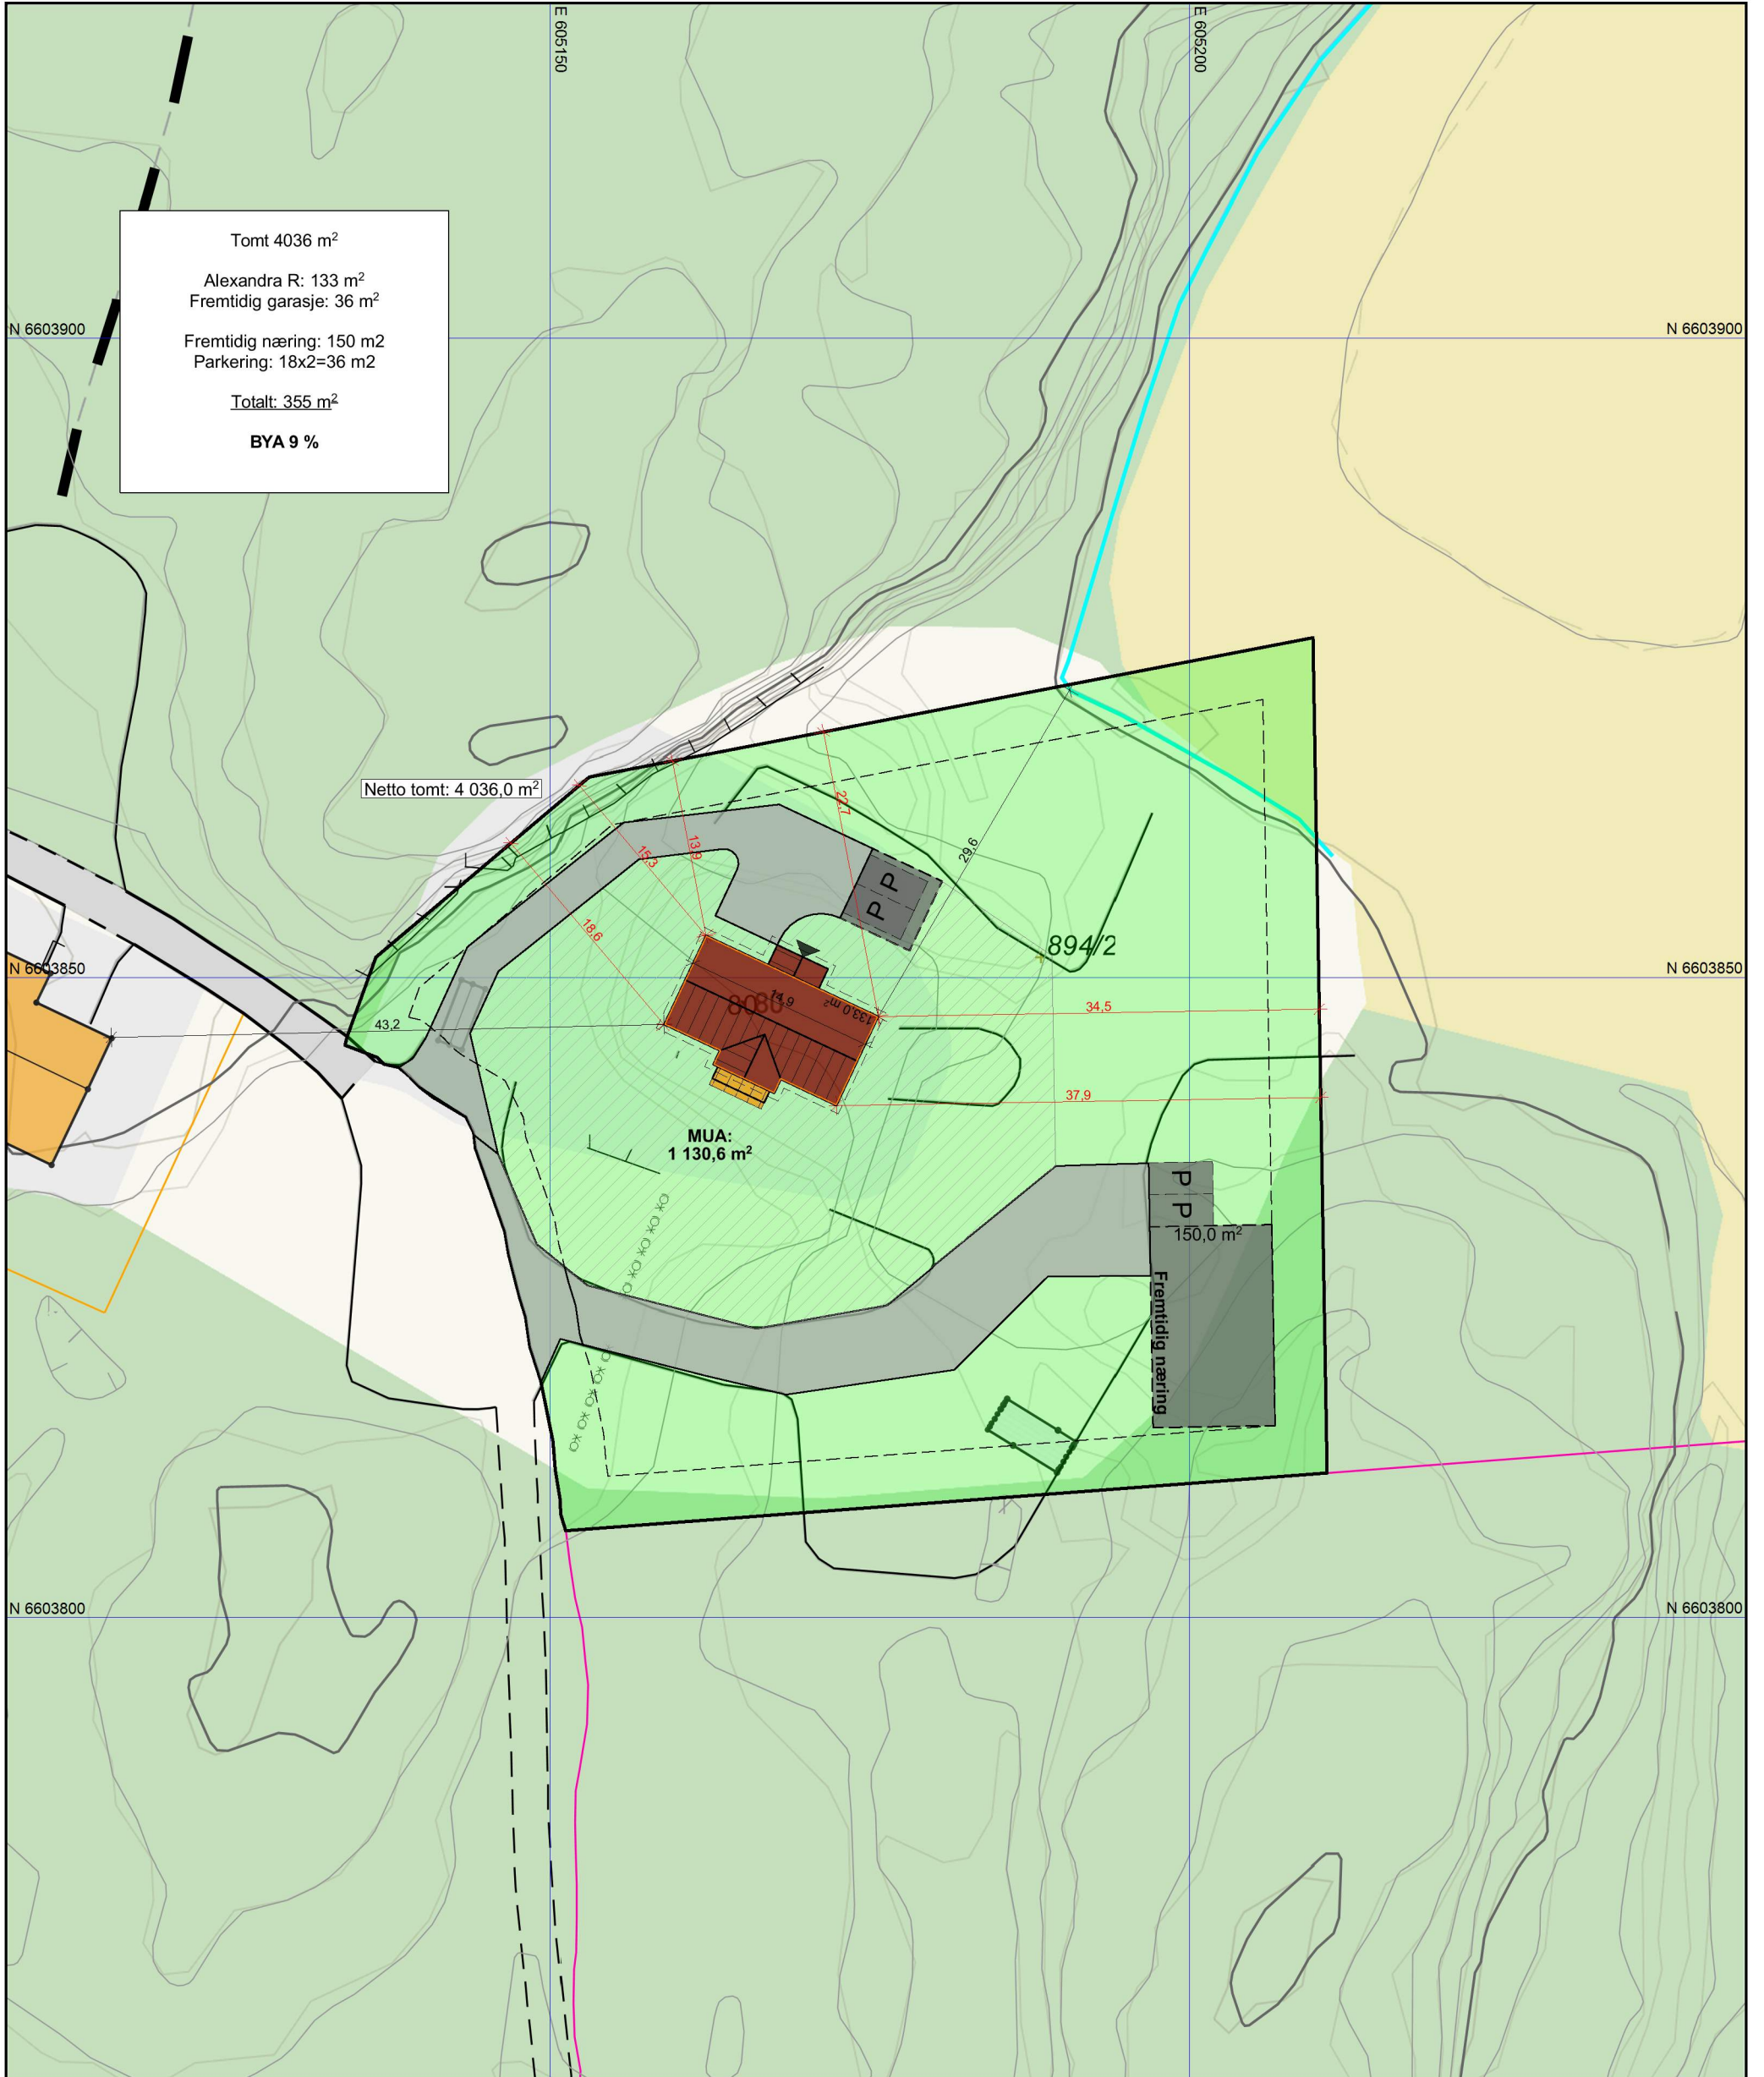 E 605150
E 605200
Tomt 4036 m²
Alexandra R: 133 m²
Fremtidig garasje: 36 m²
Fremtidig næring: 150 m2
Parkering: 18x2=36 m2
Totalt: 355 m²
BYA 9 %
N 6603900
N 6603900
Netto tomt: 4 036,0 m²
22,7
13,9
15,3
29,6
P
P
18,6
894/2
N 6603850
N 6603850
14,9
133,0 m²
8080
34,5
43,2
37,9
MUA:
1 130,6 m²
P
P
150,0 m²
Fremtidig næring
N 6603800
N 6603800